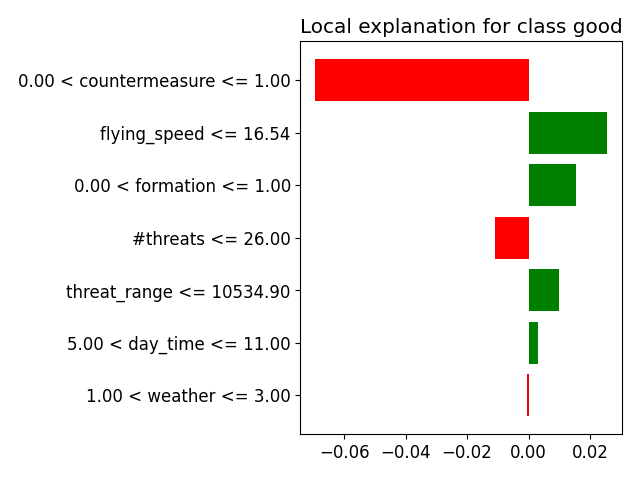 Local explanation for class good
0.00 < countermeasure <= 1.00
flying_speed <= 16.54
0.00 < formation <= 1.00
#threats <= 26.00
threat_range <= 10534.90
5.00 < day_time <= 11.00
1.00 < weather <= 3.00
−0.06 −0.04 −0.02 0.00 0.02